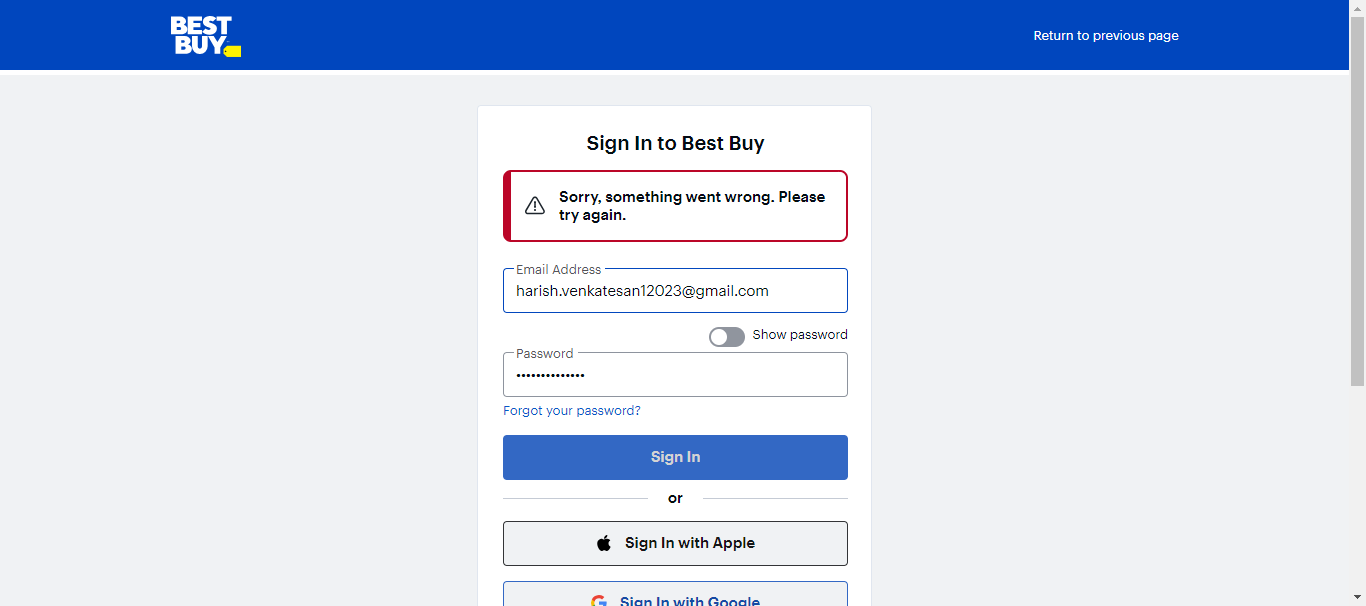 BEST
BUY
Return to previous page
Sign In to Best Buy
Sorry, something went wrong. Please
try again.
Email Address
harish.venkatesan12023@gmail.com
Show password
Password
••••••••••••••
Forgot your password?
Sign In
or
Sign In with Apple
Sign In with Google